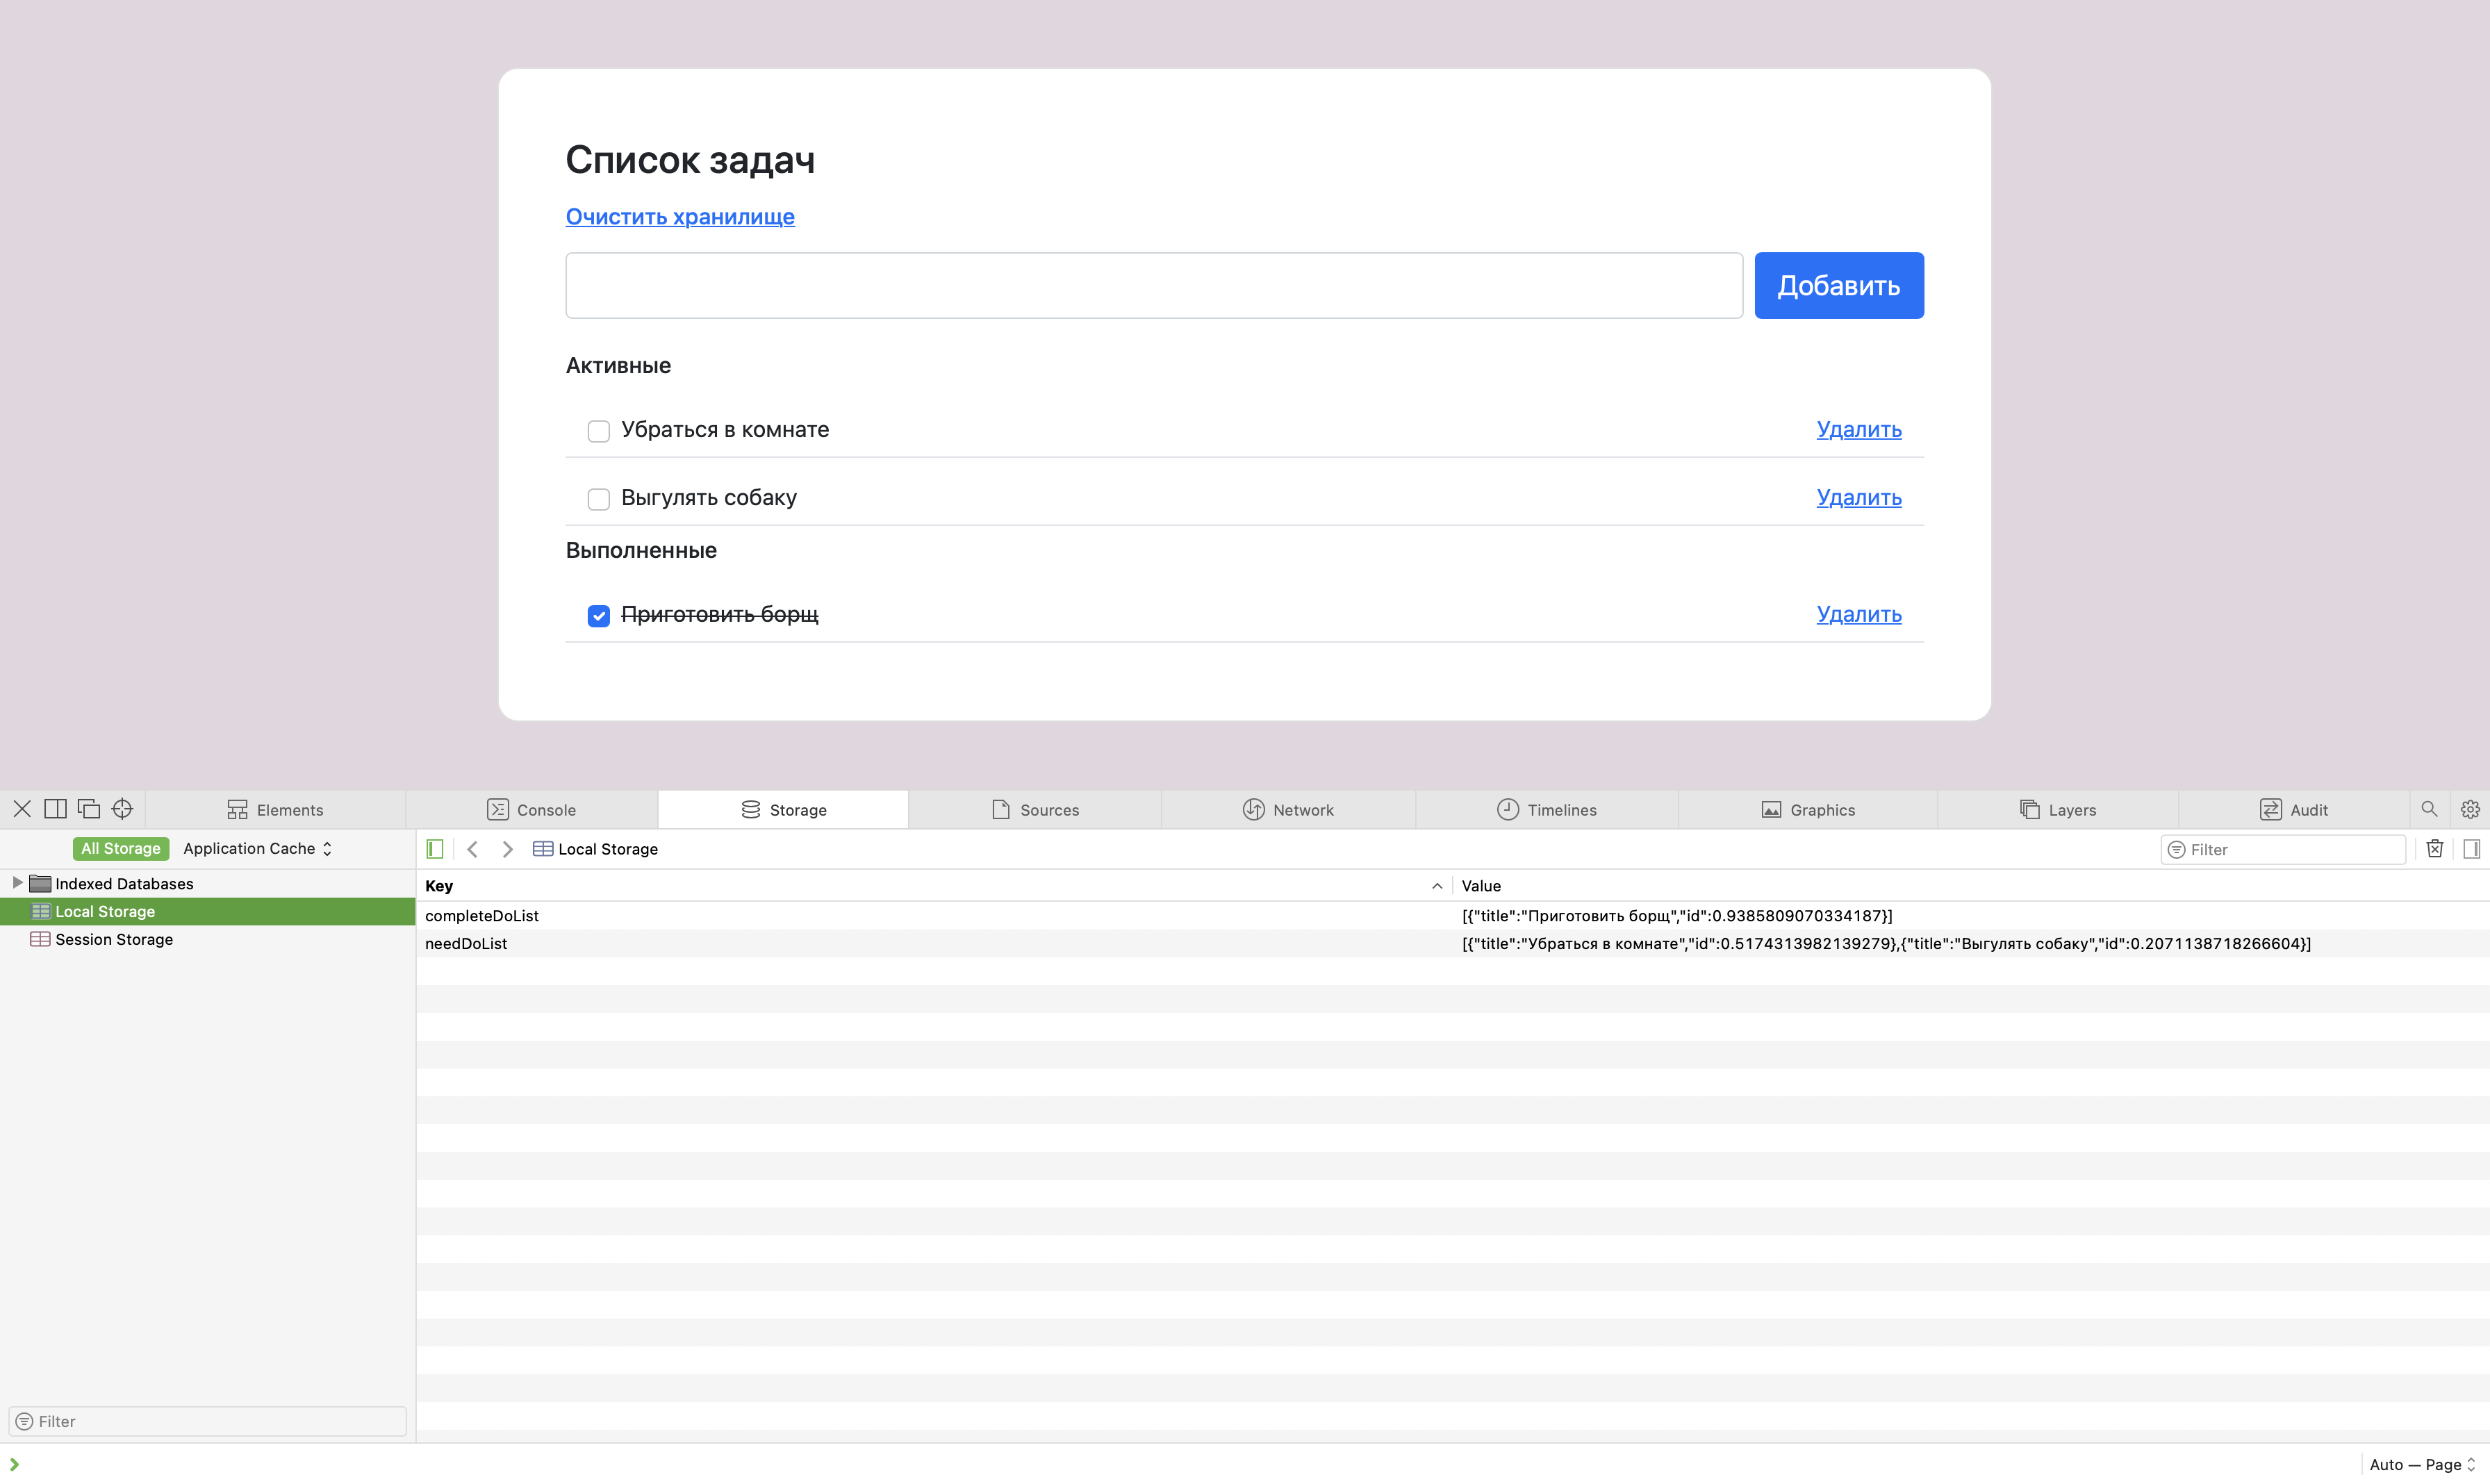 Список задач
Очистить хранилище
Добавить
Активные
Убраться в комнате Удалить
Выгулять собаку Удалить
Выполненные
Приготовить борщ Удалить
Elements Console Storage Sources Network Timelines Graphics Layers Audit
All Storage Application Cache Local Storage Filter
Indexed Databases
Local Storage
Session Storage
Key Value
completeDoList [{"title":"Приготовить борщ","id":0.9385809070334187}]
needDoList [{"title":"Убраться в комнате","id":0.5174313982139279},{"title":"Выгулять собаку","id":0.2071138718266604}]
Filter
Auto — Page